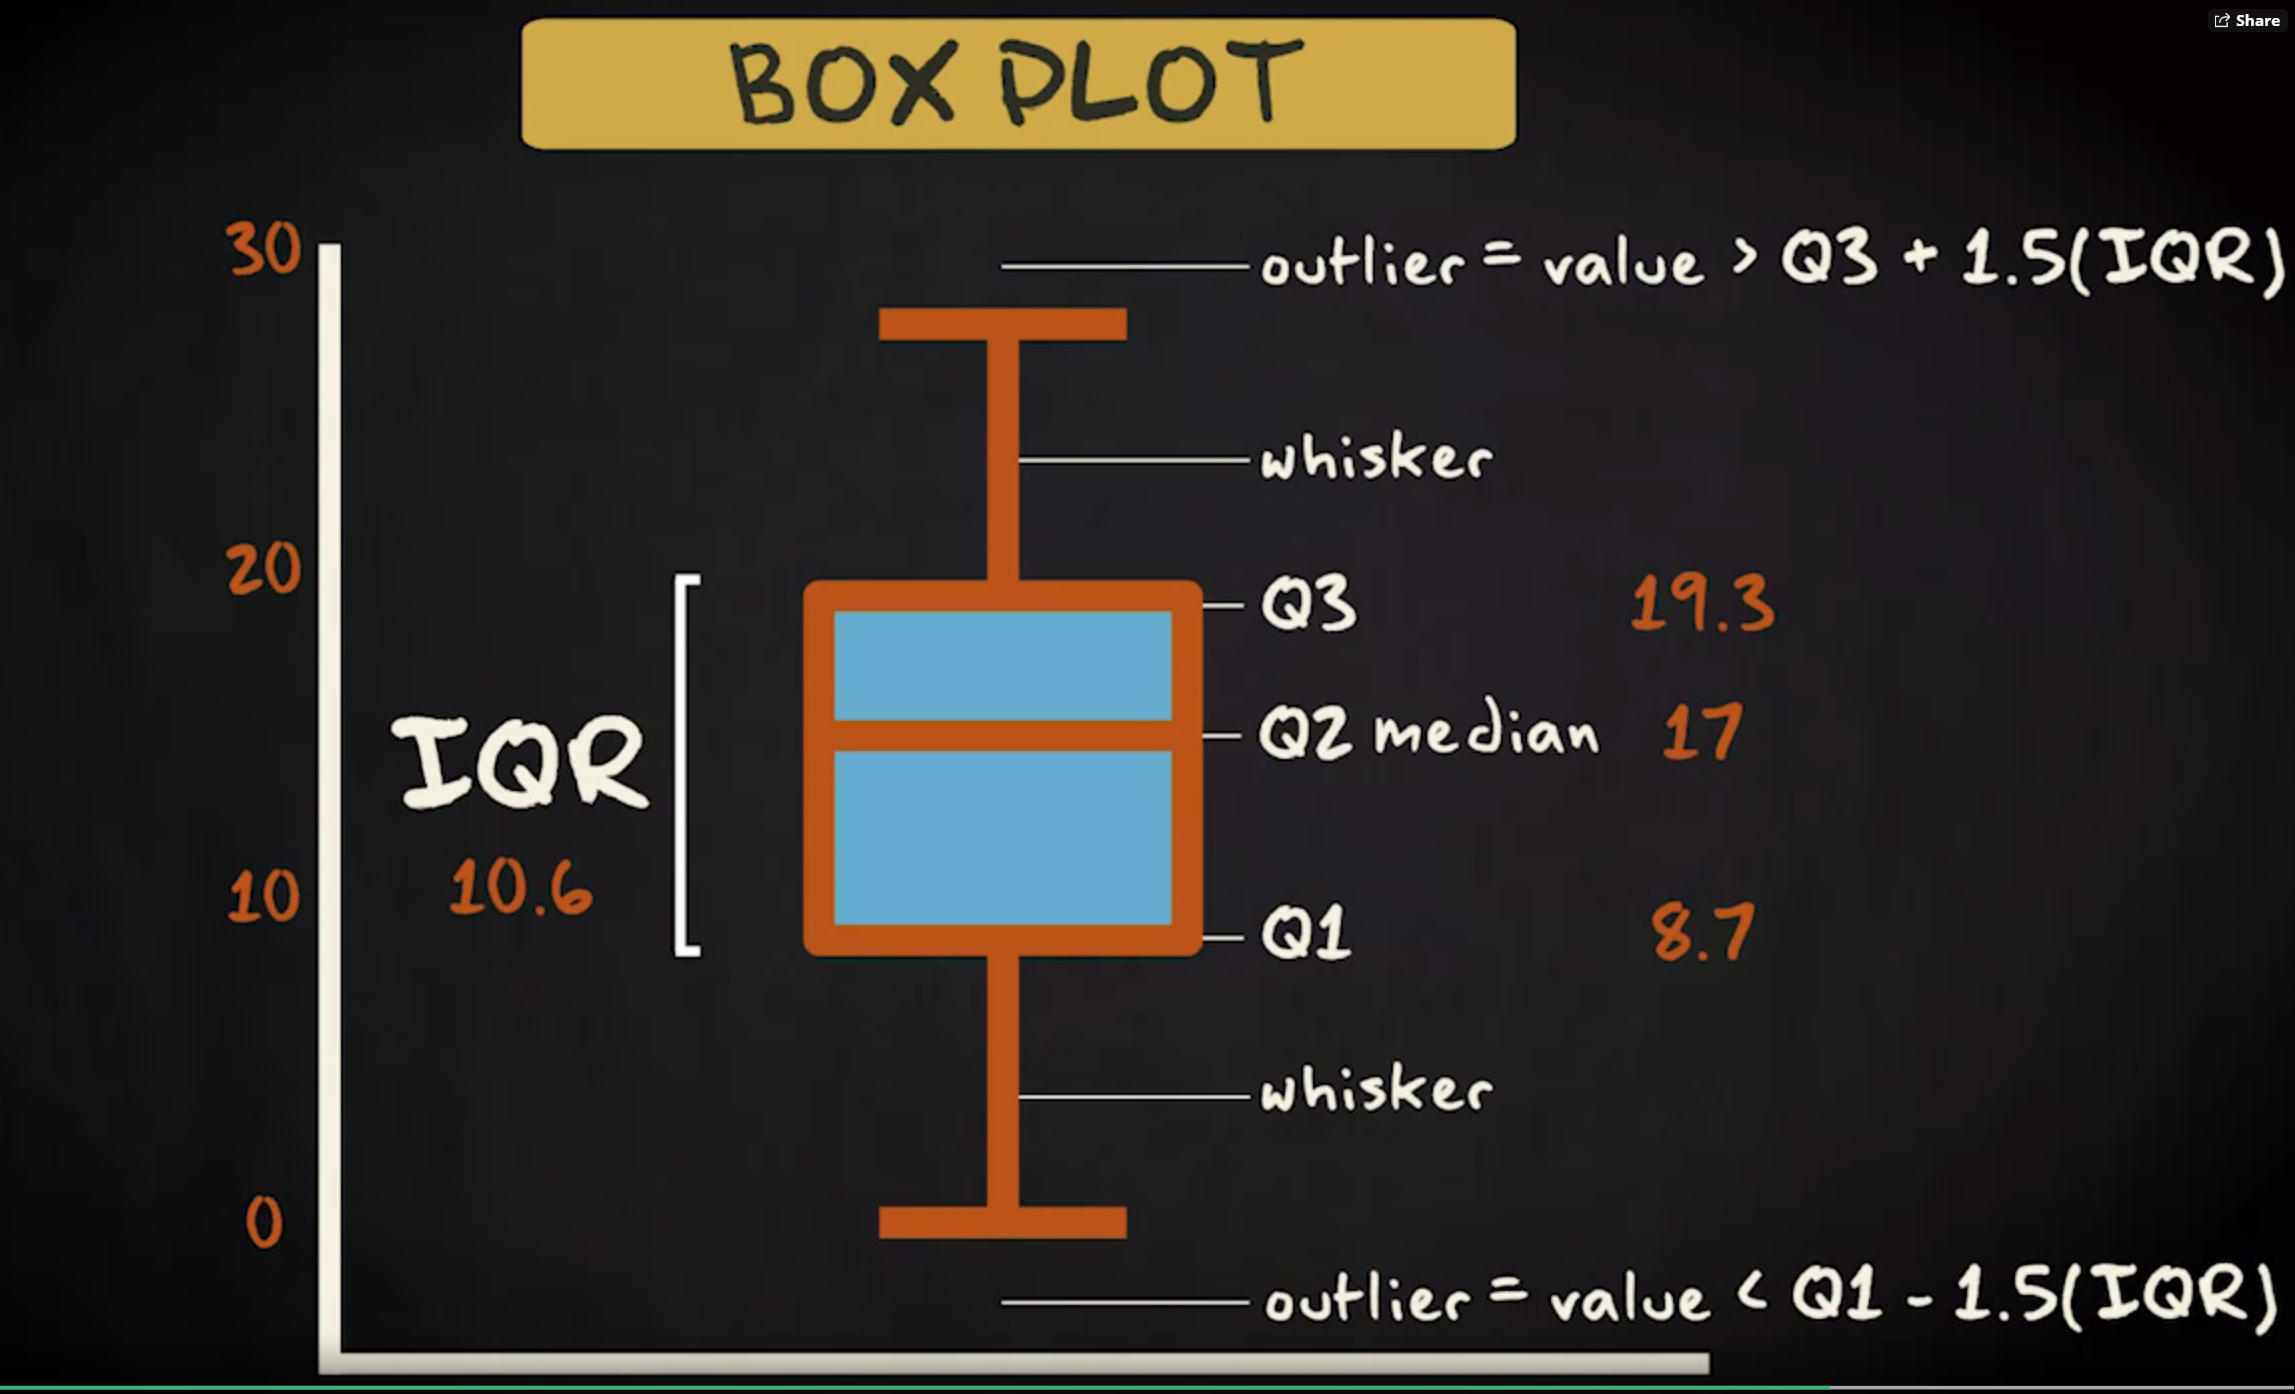 Share
BOX PLOT
30
outlier = value > Q3 + 1.5(IQR)
whisker
20
Q3 19.3
IQR
Q2 median 17
10
10.6
Q1 8.7
whisker
0
outlier = value < Q1 - 1.5(IQR)